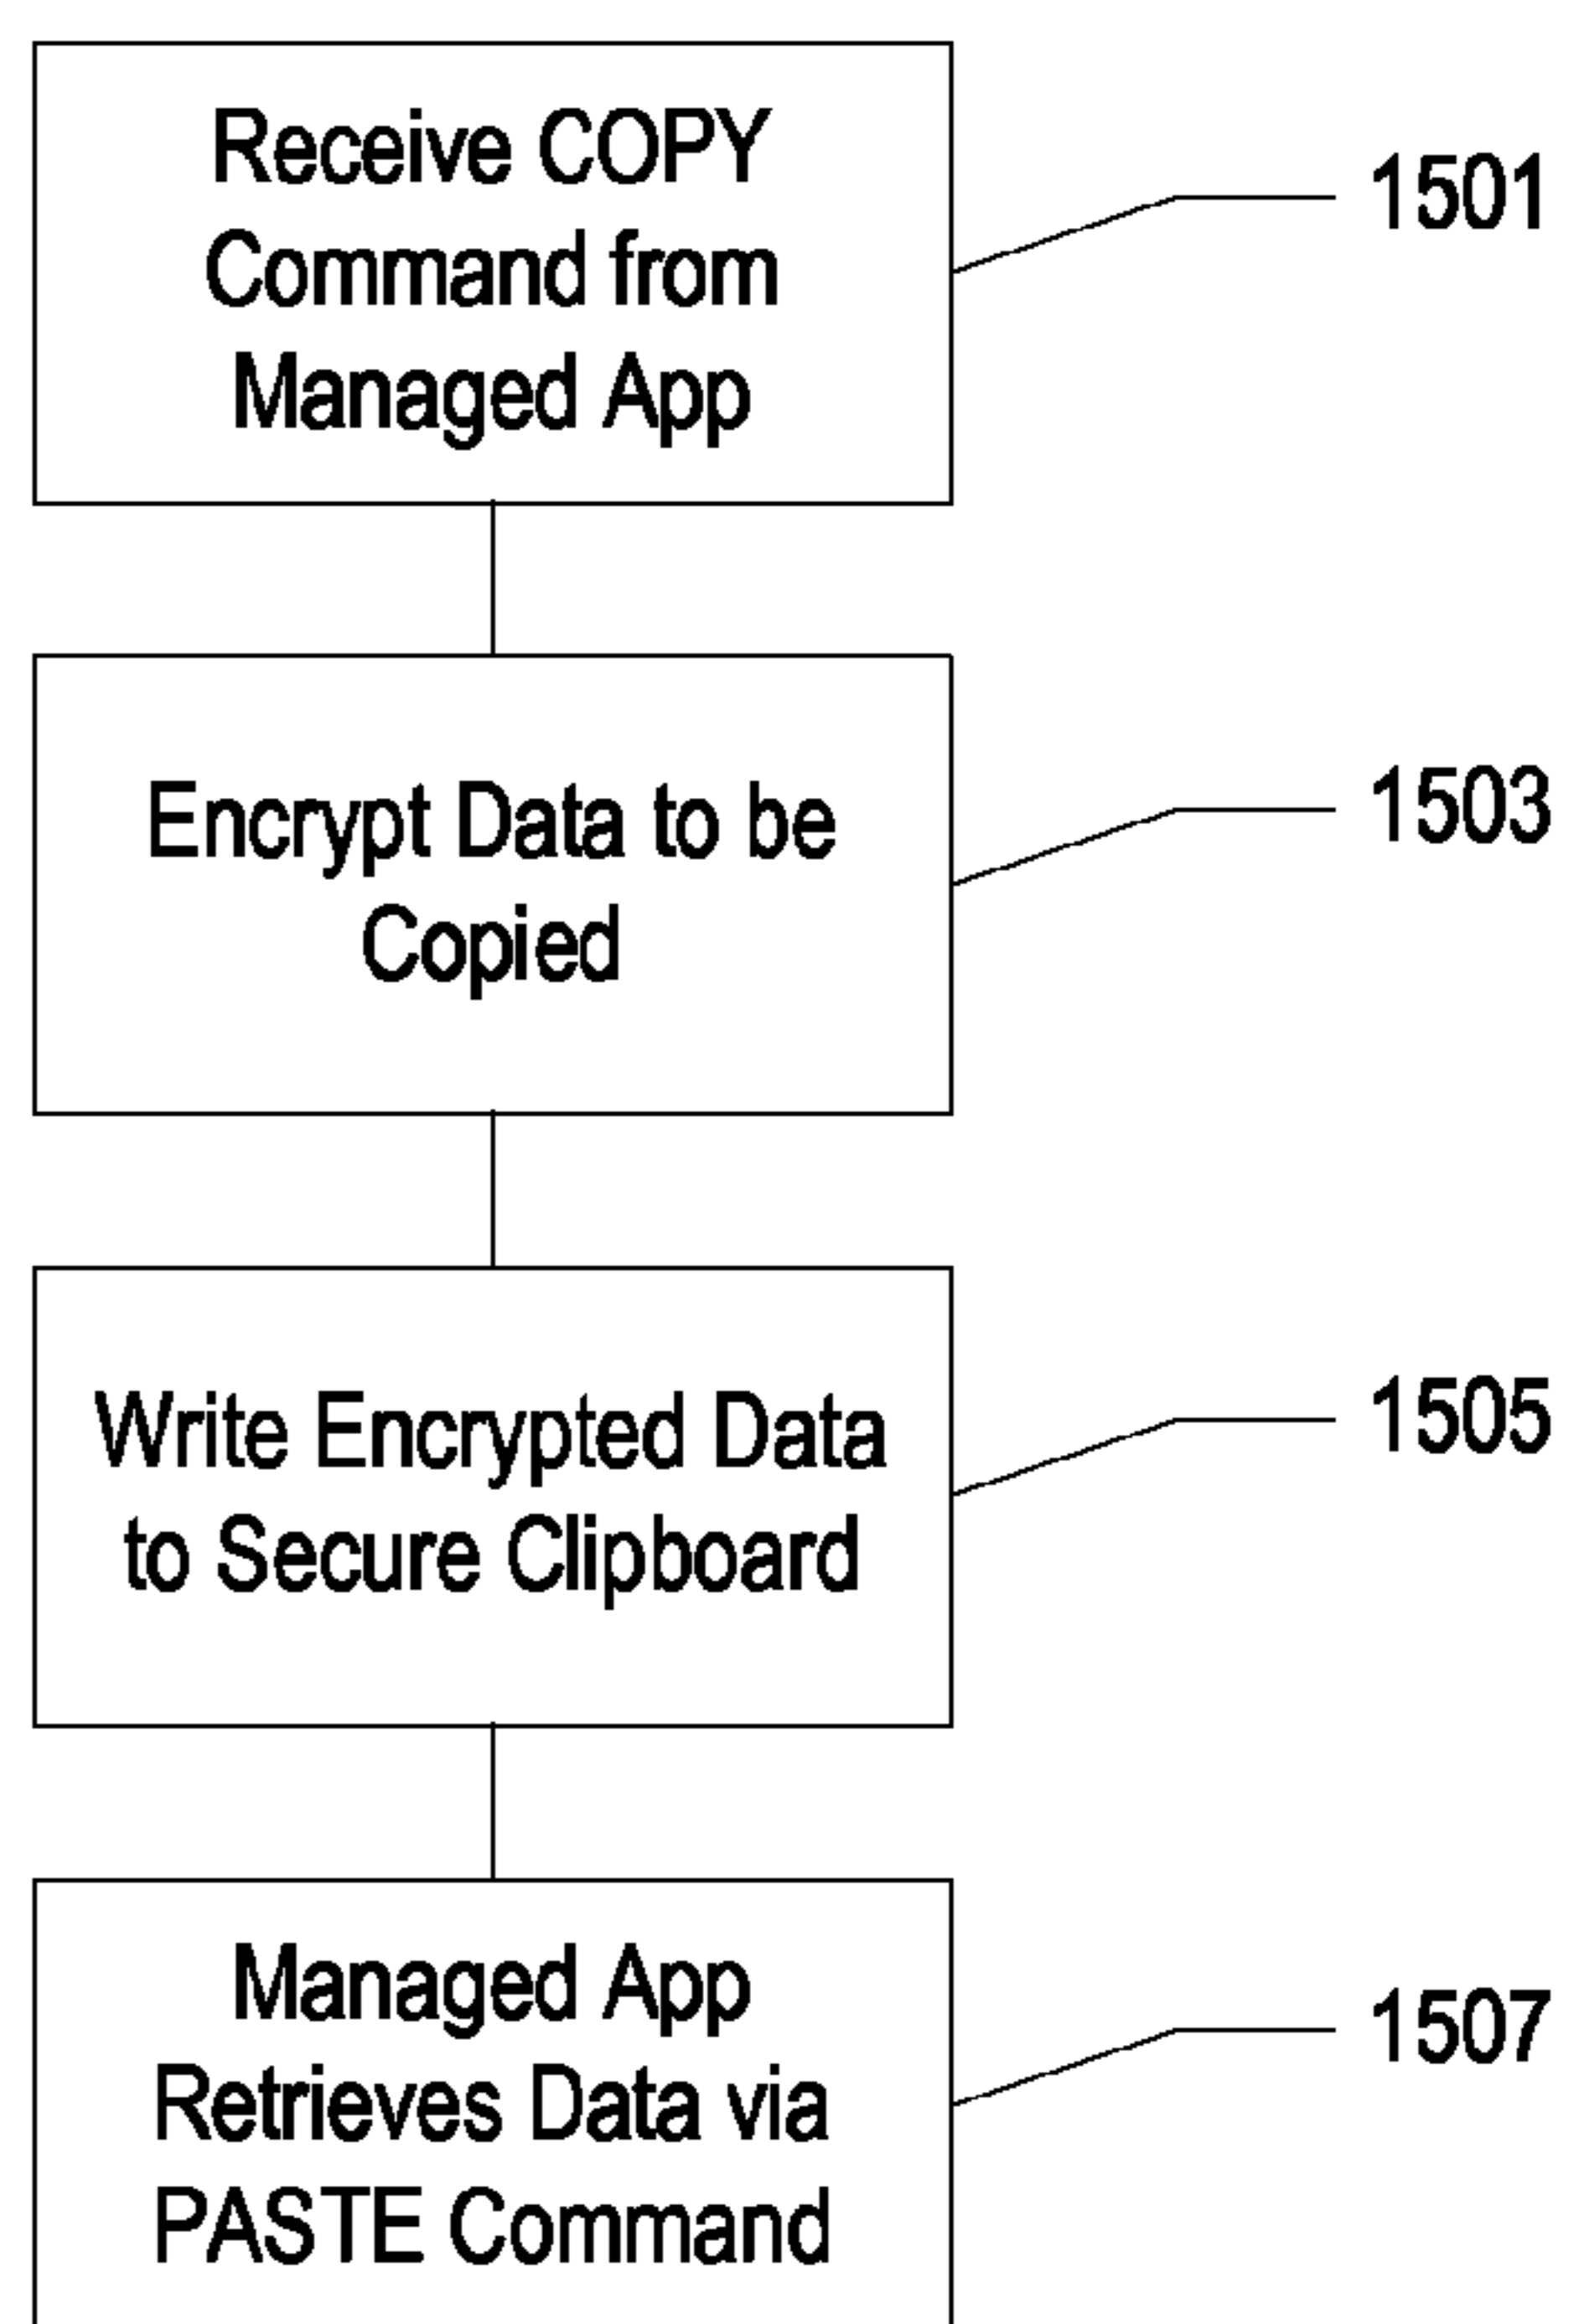 Receive COPY
Command from
Managed App
1501
Encrypt Data to be
Copied
1503
Write Encrypted Data
to Secure Clipboard
1505
Managed App
Retrieves Data via
PASTE Command
1507